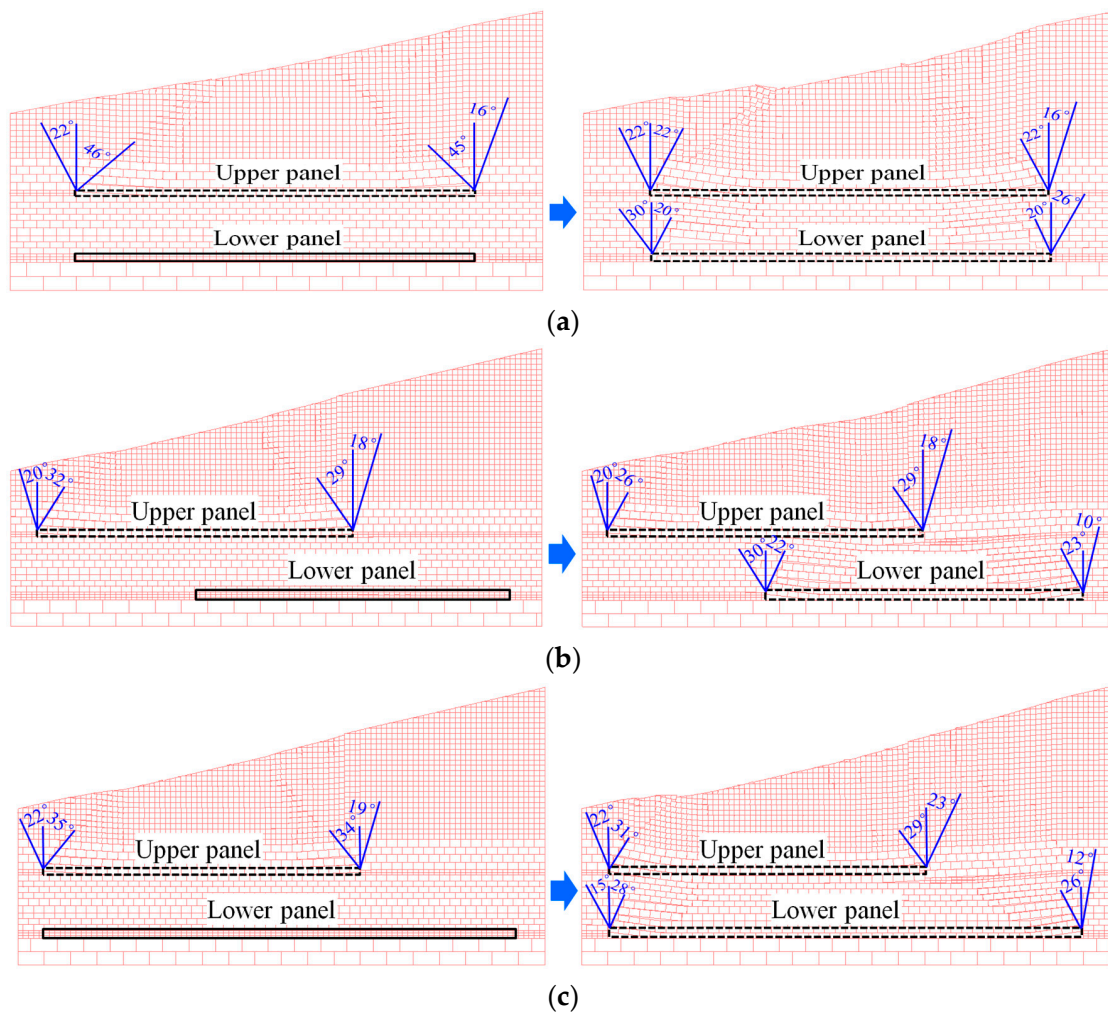 22° 46° 45° 16°
Upper panel
Lower panel
22° 22° 22° 16°
Upper panel
30° 20° 20° 26°
Lower panel
(a)
20° 32° 29° 18°
Upper panel
Lower panel
20° 26° 29° 18°
Upper panel
30° 22° 23° 10°
Lower panel
(b)
22° 35° 34° 19°
Upper panel
Lower panel
22° 31° 29° 23°
Upper panel
15° 28° 26° 12°
Lower panel
(c)